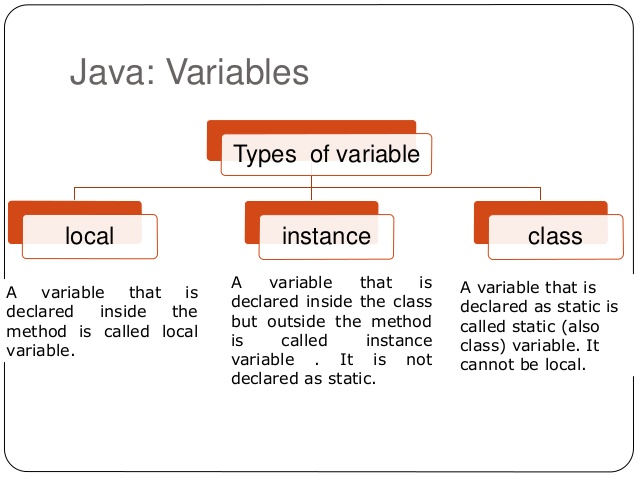 Java: Variables
Types of variable
local
instance
class
A variable that is
declared inside the
method is called local
variable.
A variable that is
declared inside the class
but outside the method
is called instance
variable . It is not
declared as static.
A variable that is
declared as static is
called static (also
class) variable. It
cannot be local.